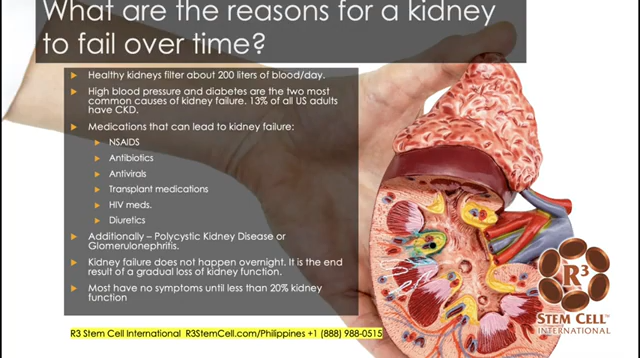 What are the reasons for a kidney
to fail over time?
Healthy kidneys filter about 200 liters of blood/day.
High blood pressure and diabetes are the two most
common causes of kidney failure. 13% of all US adults
have CKD.
Medications that can lead to kidney failure:
NSAIDS
Antibiotics
Antivirals
Transplant medications
HIV meds.
Diuretics
Additionally – Polycystic Kidney Disease or
Glomerulonephritis.
Kidney failure does not happen overnight. It is the end
result of a gradual loss of kidney function.
Most have no symptoms until less than 20% kidney
function
R3 Stem Cell International R3StemCell.com/Philippines +1 (888) 988-0515
R3
STEM CELL™
INTERNATIONAL